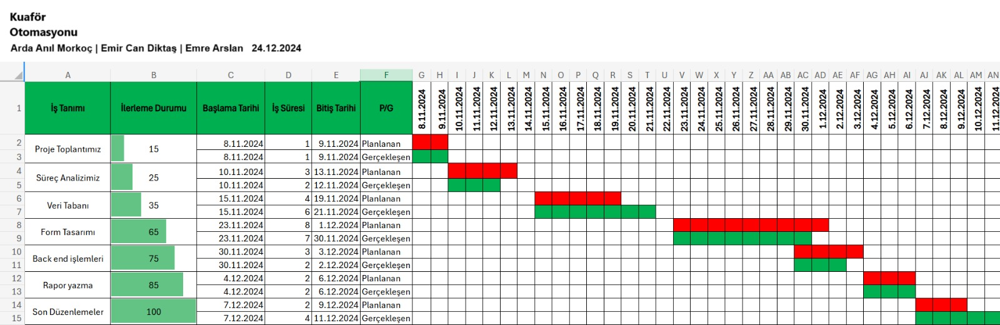 Kuaför
Otomasyonu
Arda Anıl Morkoç | Emir Can Diktaş | Emre Arslan 24.12.2024
A B C D E F G H I J K L M N O P Q R S T U V W X Y Z AA AB AC AD AE AF AG AH AI AJ AK AL AM AN
1 İş Tanımı İlerleme Durumu Başlama Tarihi İş Süresi Bitiş Tarihi P/G 8.11.2024 9.11.2024 10.11.2024 11.11.2024 12.11.2024 13.11.2024 14.11.2024 15.11.2024 16.11.2024 17.11.2024 18.11.2024 19.11.2024 20.11.2024 21.11.2024 22.11.2024 23.11.2024 24.11.2024 25.11.2024 26.11.2024 27.11.2024 28.11.2024 29.11.2024 30.11.2024 1.12.2024 2.12.2024 3.12.2024 4.12.2024 5.12.2024 6.12.2024 7.12.2024 8.12.2024 9.12.2024 10.12.2024
2 Proje Toplantımız 15 8.11.2024 1 9.11.2024 Planlanan
3 8.11.2024 1 9.11.2024 Gerçekleşen
4 Süreç Analizimiz 25 10.11.2024 3 13.11.2024 Planlanan
5 10.11.2024 2 12.11.2024 Gerçekleşen
6 Veri Tabanı 35 15.11.2024 4 19.11.2024 Planlanan
7 15.11.2024 6 21.11.2024 Gerçekleşen
8 Form Tasarımı 65 23.11.2024 8 1.12.2024 Planlanan
9 23.11.2024 7 30.11.2024 Gerçekleşen
10 Back end işlemleri 75 30.11.2024 3 3.12.2024 Planlanan
11 30.11.2024 2 2.12.2024 Gerçekleşen
12 Rapor yazma 85 4.12.2024 2 6.12.2024 Planlanan
13 4.12.2024 2 6.12.2024 Gerçekleşen
14 Son Düzenlemeler 100 7.12.2024 2 9.12.2024 Planlanan
15 7.12.2024 4 11.12.2024 Gerçekleşen